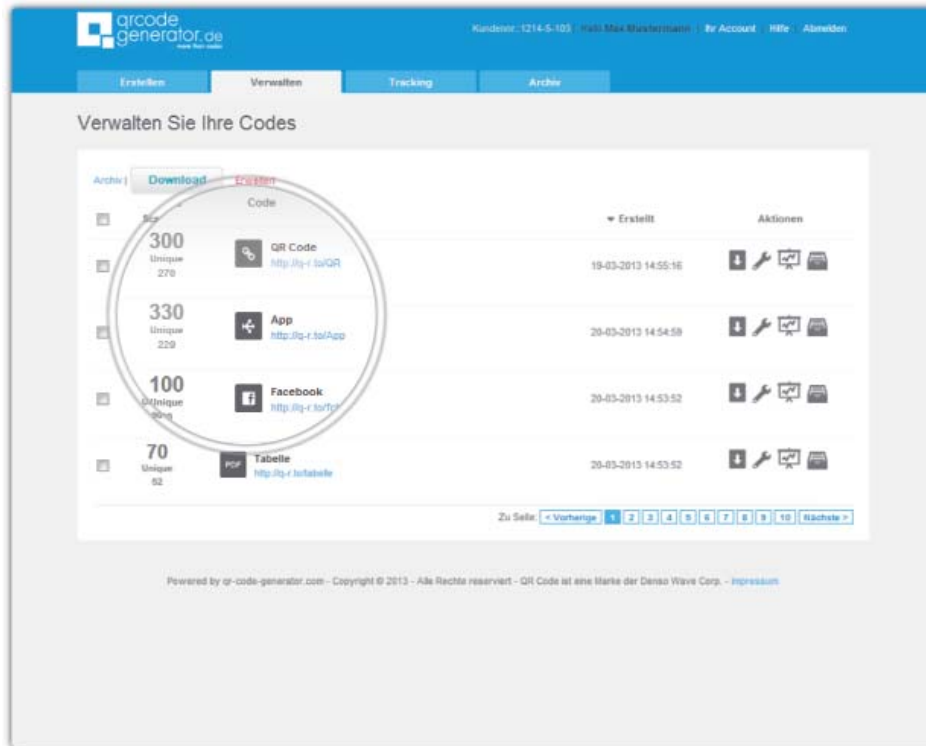 qrcode
generator.de
Kundennr.:1214-5-103 Hallo Max Mustermann Ihr Account Hilfe Abmelden
Erstellen Verwalten Tracking Archiv
Verwalten Sie Ihre Codes
Archiv | Download Erweitert
Code Erstellt Aktionen
300 QR Code
Unique http://q-r.to/QR 19-03-2013 14:55:16
270
330 App
Unique http://q-r.to/App 20-03-2013 14:54:59
229
100 Facebook
Unique 20-03-2013 14:53:52
70 Tabelle
Unique PDF http://q-r.to/tabelle 20-03-2013 14:53:52
52
Zu Seite: < Vorherige 1 2 3 4 5 6 7 8 9 10 Nächste >
Powered by qr-code-generator.com - Copyright © 2013 - Alle Rechte reserviert - QR Code ist eine Marke der Denso Wave Corp. - Impressum